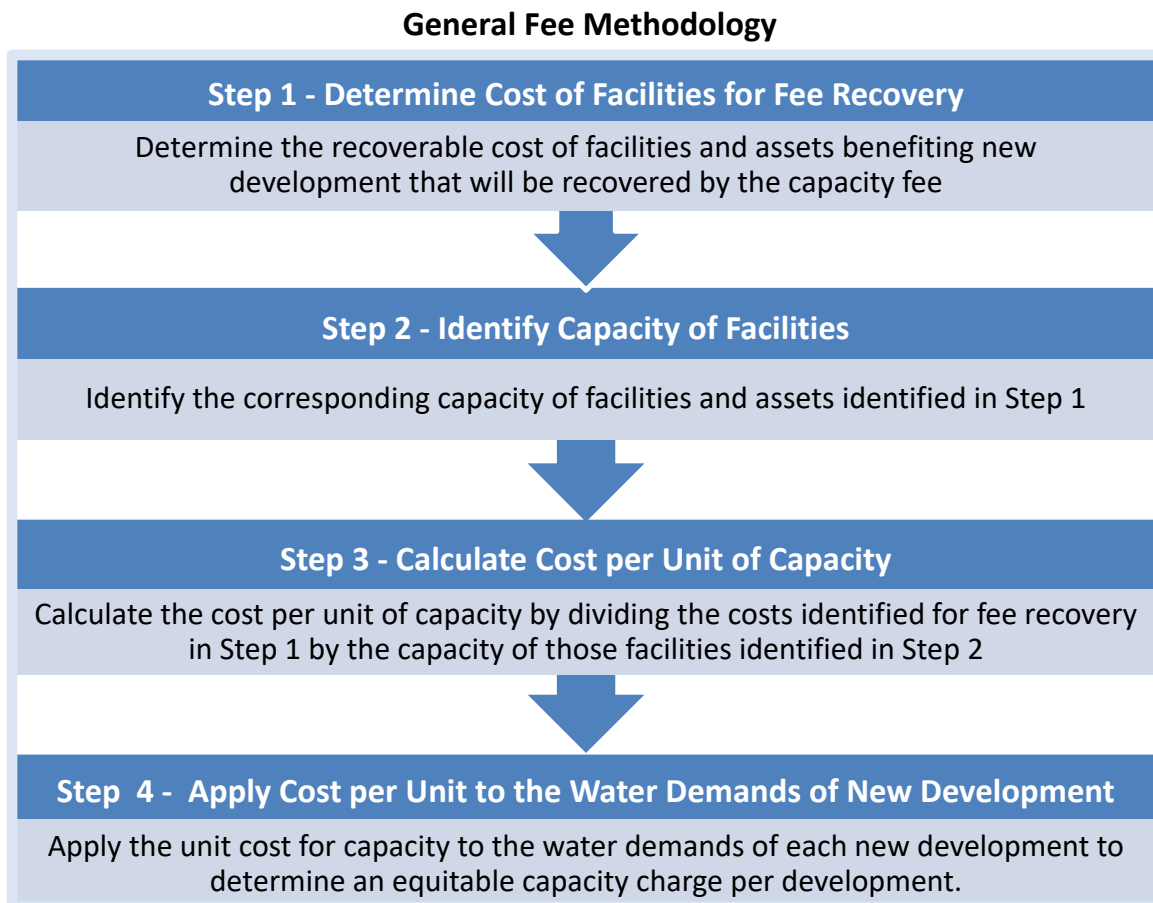 General Fee Methodology
Step 1 - Determine Cost of Facilities for Fee Recovery
Determine the recoverable cost of facilities and assets benefiting new
development that will be recovered by the capacity fee
Step 2 - Identify Capacity of Facilities
Identify the corresponding capacity of facilities and assets identified in Step 1
Step 3 - Calculate Cost per Unit of Capacity
Calculate the cost per unit of capacity by dividing the costs identified for fee recovery
in Step 1 by the capacity of those facilities identified in Step 2
Step 4 - Apply Cost per Unit to the Water Demands of New Development
Apply the unit cost for capacity to the water demands of each new development to
determine an equitable capacity charge per development.